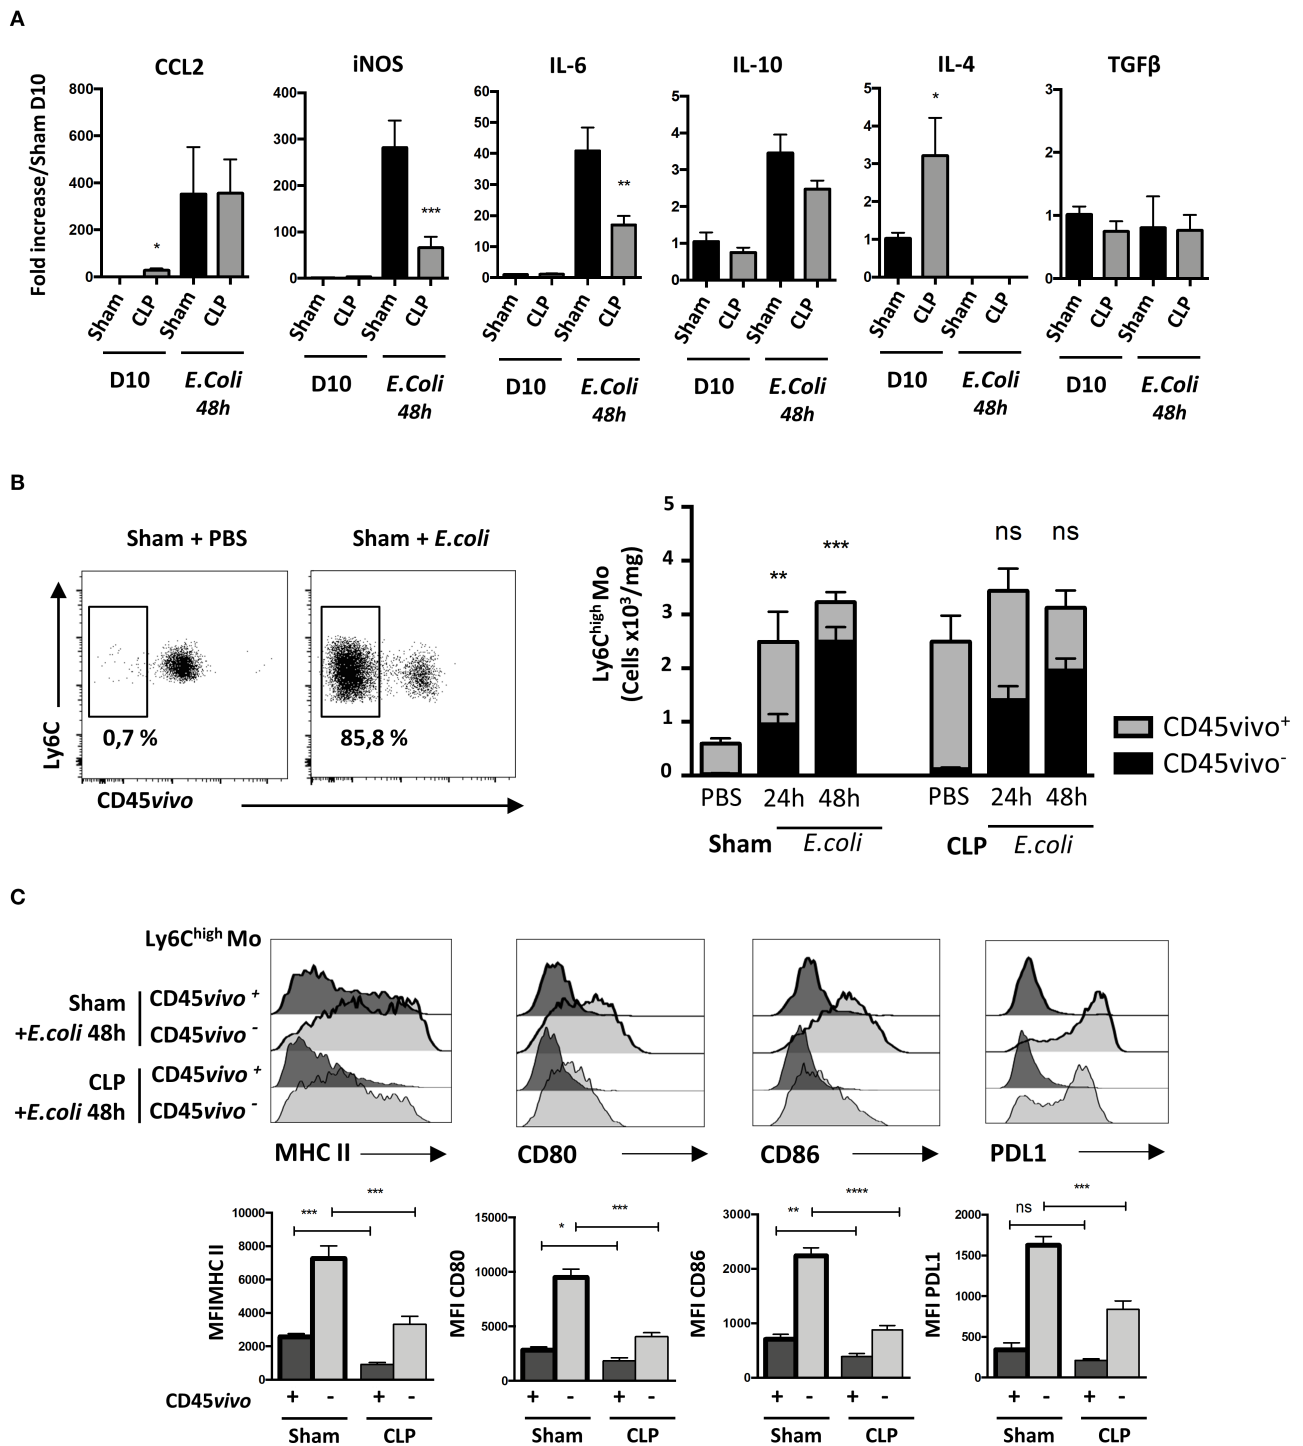 A
CCL2 iNOS IL-6 IL-10 IL-4 TGFβ
Fold increase/Sham D10
800 600 400 200 0
400 300 200 100 0
60 50 40 30 20 10 0
5 4 3 2 1 0
5 4 3 2 1 0
3 2 1 0
* *** ** *
Sham CLP Sham CLP Sham CLP Sham CLP Sham CLP Sham CLP Sham CLP Sham CLP Sham CLP Sham CLP Sham CLP Sham CLP
D10 E.Coli D10 E.Coli D10 E.Coli D10 E.Coli D10 E.Coli D10 E.Coli
48h 48h 48h 48h 48h 48h
B
Sham + PBS Sham + E.coli
0,7 % 85,8 %
Ly6C
CD45vivo
Ly6Chigh Mo
(Cells x103/mg)
5 4 3 2 1 0
** *** ns ns
PBS 24h 48h PBS 24h 48h
Sham E.coli CLP E.coli
CD45vivo+
CD45vivo-
C
Ly6Chigh Mo
Sham
+E.coli 48h
CD45vivo +
CD45vivo -
CLP
+E.coli 48h
CD45vivo +
CD45vivo -
MHC II CD80 CD86 PDL1
MFIMHC II
10000 8000 6000 4000 2000 0
*** ***
MFI CD80
15000 10000 5000 0
* ***
MFI CD86
3000 2000 1000 0
** ****
MFI PDL1
2000 1500 1000 500 0
ns ***
CD45vivo + - + - + - + - + - + - + - + -
Sham CLP Sham CLP Sham CLP Sham CLP